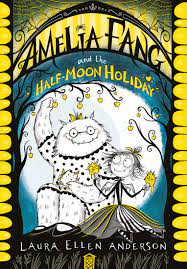 AMELIA FANG
and the
HALF-MOON HOLIDAY
LAURA ELLEN ANDERSON